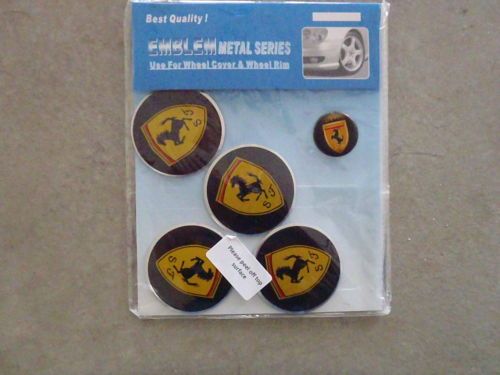 Best Quality !
EMBLEM METAL SERIES
Use For Wheel Cover & Wheel Rim
S F
S F
S F
S F
Please peel off top
surface